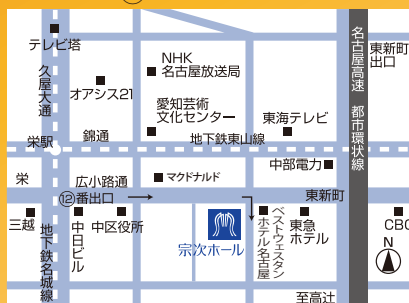 テレビ塔
久屋大通
オアシス21
NHK
名古屋放送局
愛知芸術
文化センター
東海テレビ
名古屋高速 都市環状線
東新町
出口
栄駅
錦通
地下鉄東山線
中部電力
栄
広小路通
マクドナルド
⑫番出口
東新町
三越
地下鉄名城線
中日ビル
中区役所
宗次ホール
ベストウェスタン
ホテル名古屋
東急
ホテル
CBC
N
至高辻